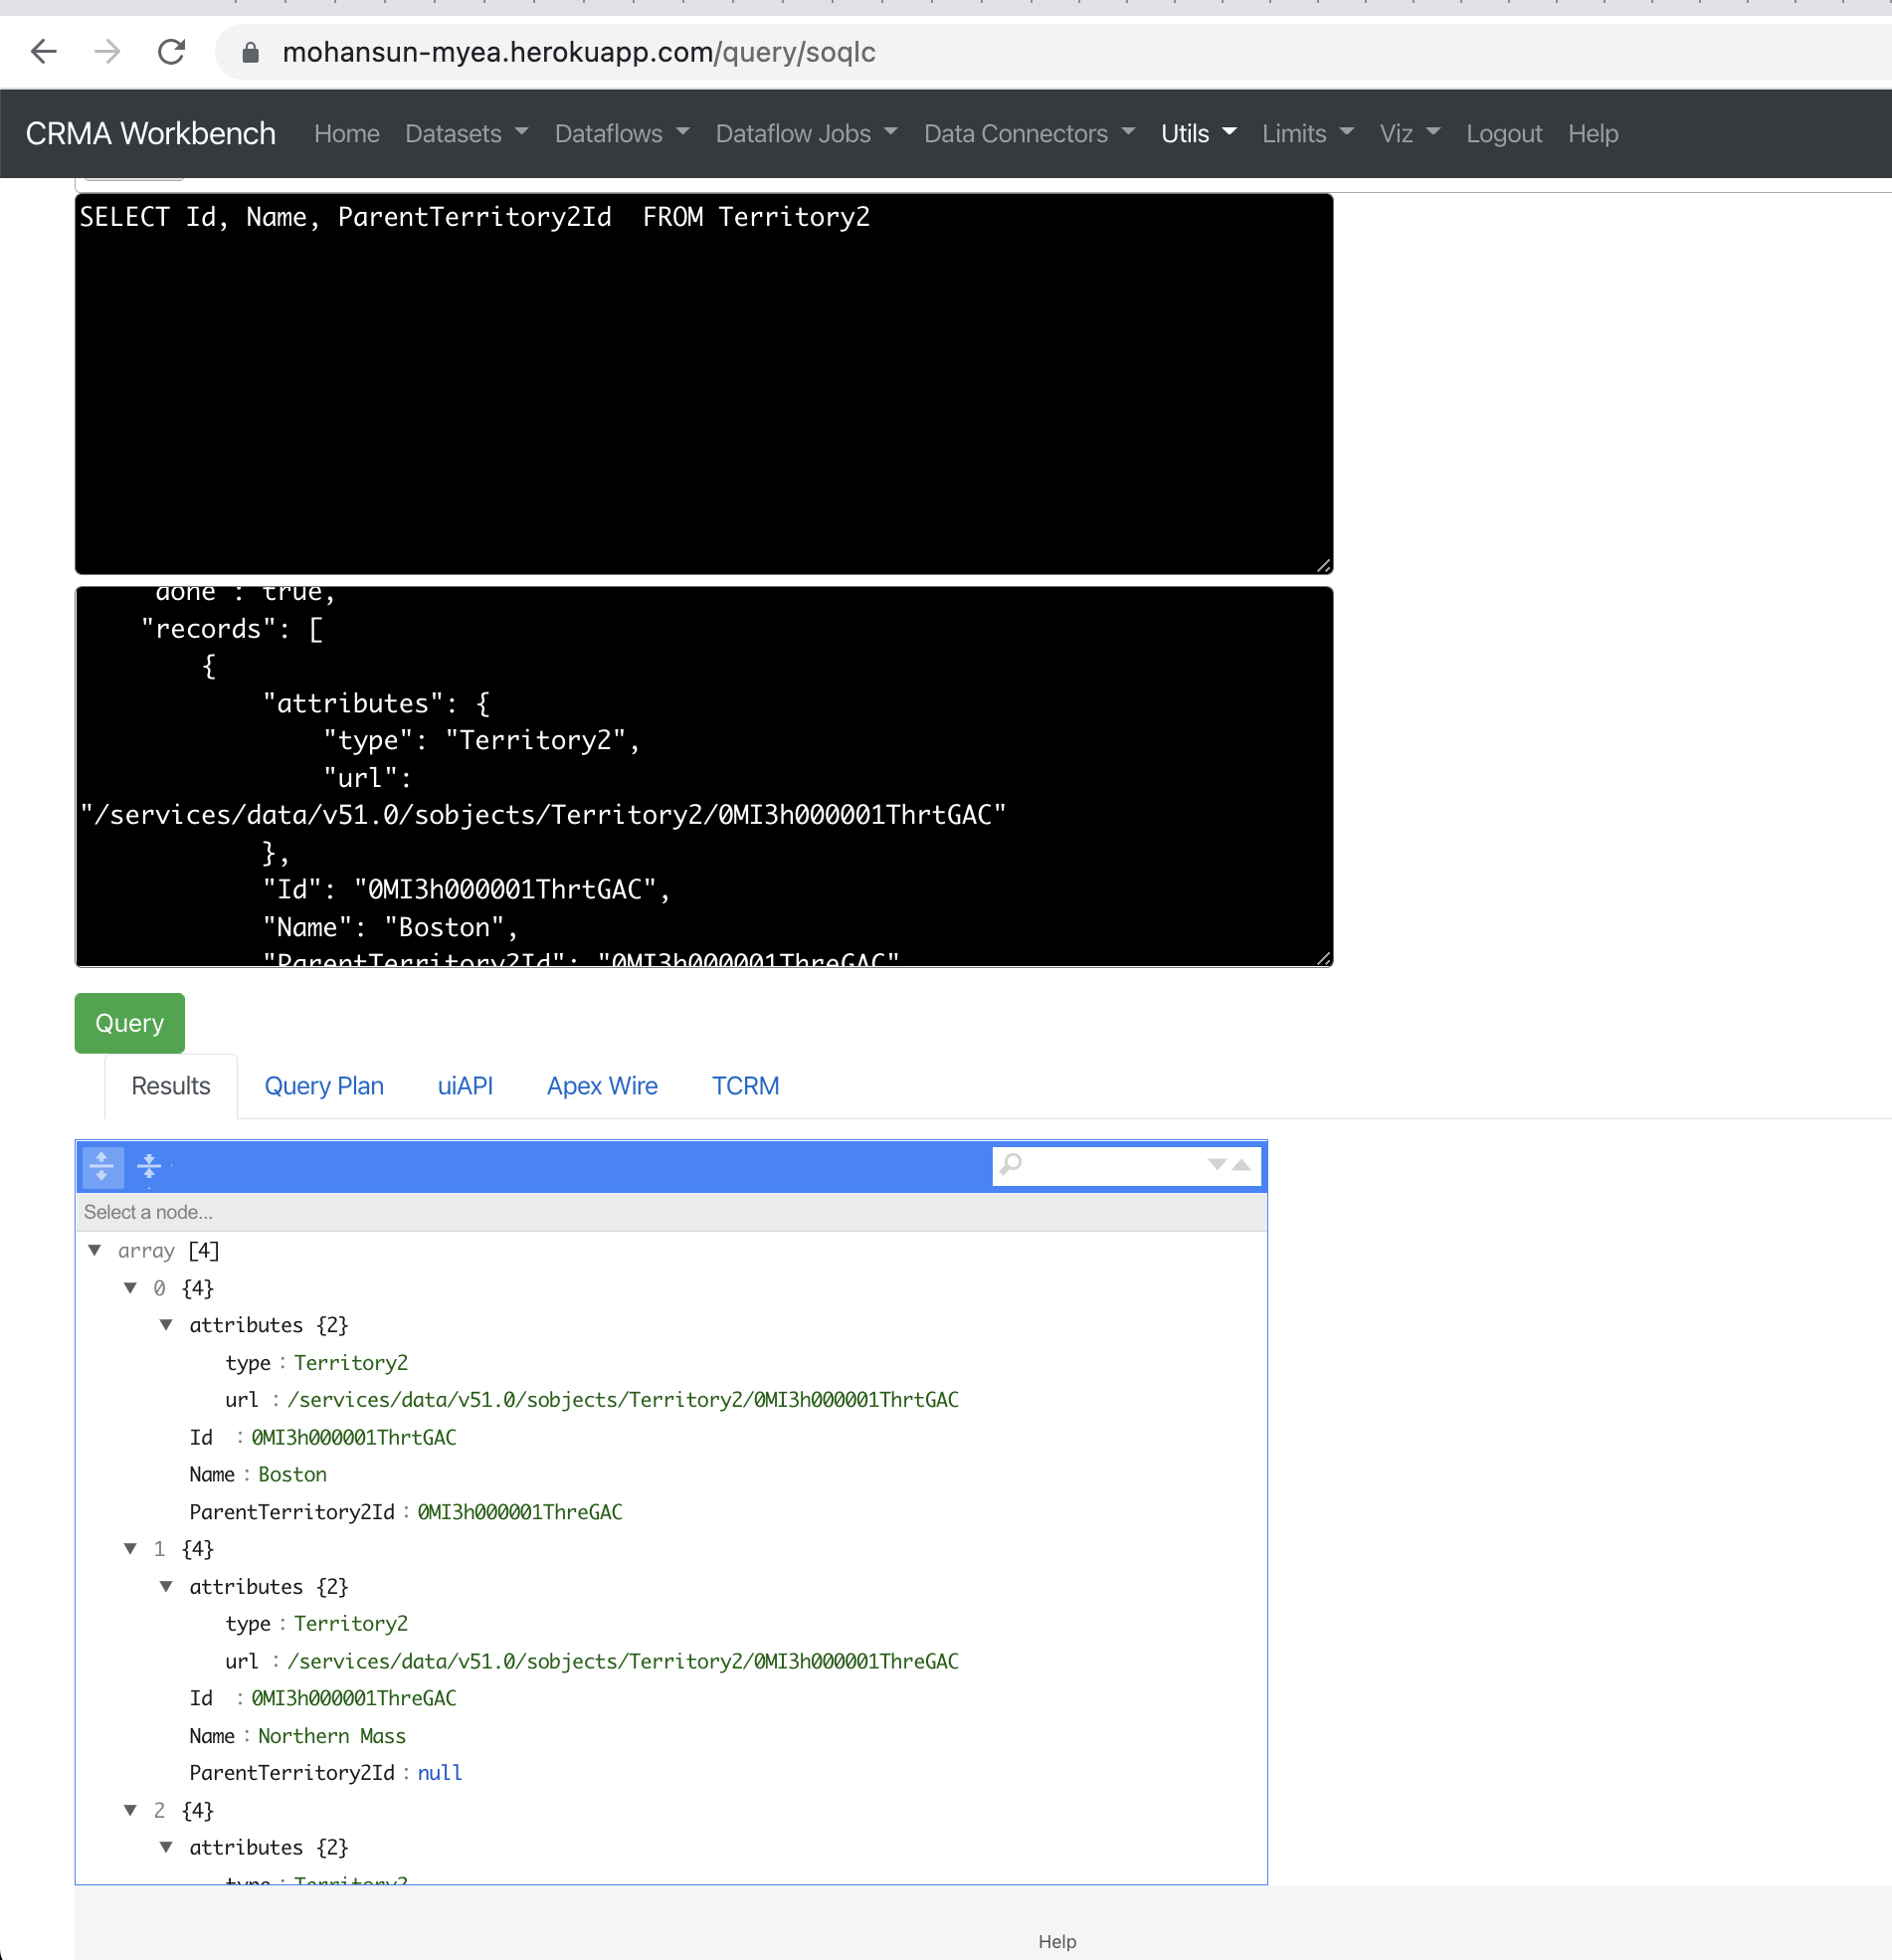 mohansun-myea.herokuapp.com/query/soqlc
CRMA Workbench Home Datasets Dataflows Dataflow Jobs Data Connectors Utils Limits Viz Logout Help
SELECT Id, Name, ParentTerritory2Id  FROM Territory2
done : true,
"records": [
{
"attributes": {
"type": "Territory2",
"url":
"/services/data/v51.0/sobjects/Territory2/0MI3h000001ThrtGAC"
},
"Id": "0MI3h000001ThrtGAC",
"Name": "Boston",
"ParentTerritory2Id": "0MI3h000001ThreGAC"
Query
Results Query Plan uiAPI Apex Wire TCRM
Select a node...
array [4]
0 {4}
attributes {2}
type : Territory2
url : /services/data/v51.0/sobjects/Territory2/0MI3h000001ThrtGAC
Id : 0MI3h000001ThrtGAC
Name : Boston
ParentTerritory2Id : 0MI3h000001ThreGAC
1 {4}
attributes {2}
type : Territory2
url : /services/data/v51.0/sobjects/Territory2/0MI3h000001ThreGAC
Id : 0MI3h000001ThreGAC
Name : Northern Mass
ParentTerritory2Id : null
2 {4}
attributes {2}
type : Territory2
Help